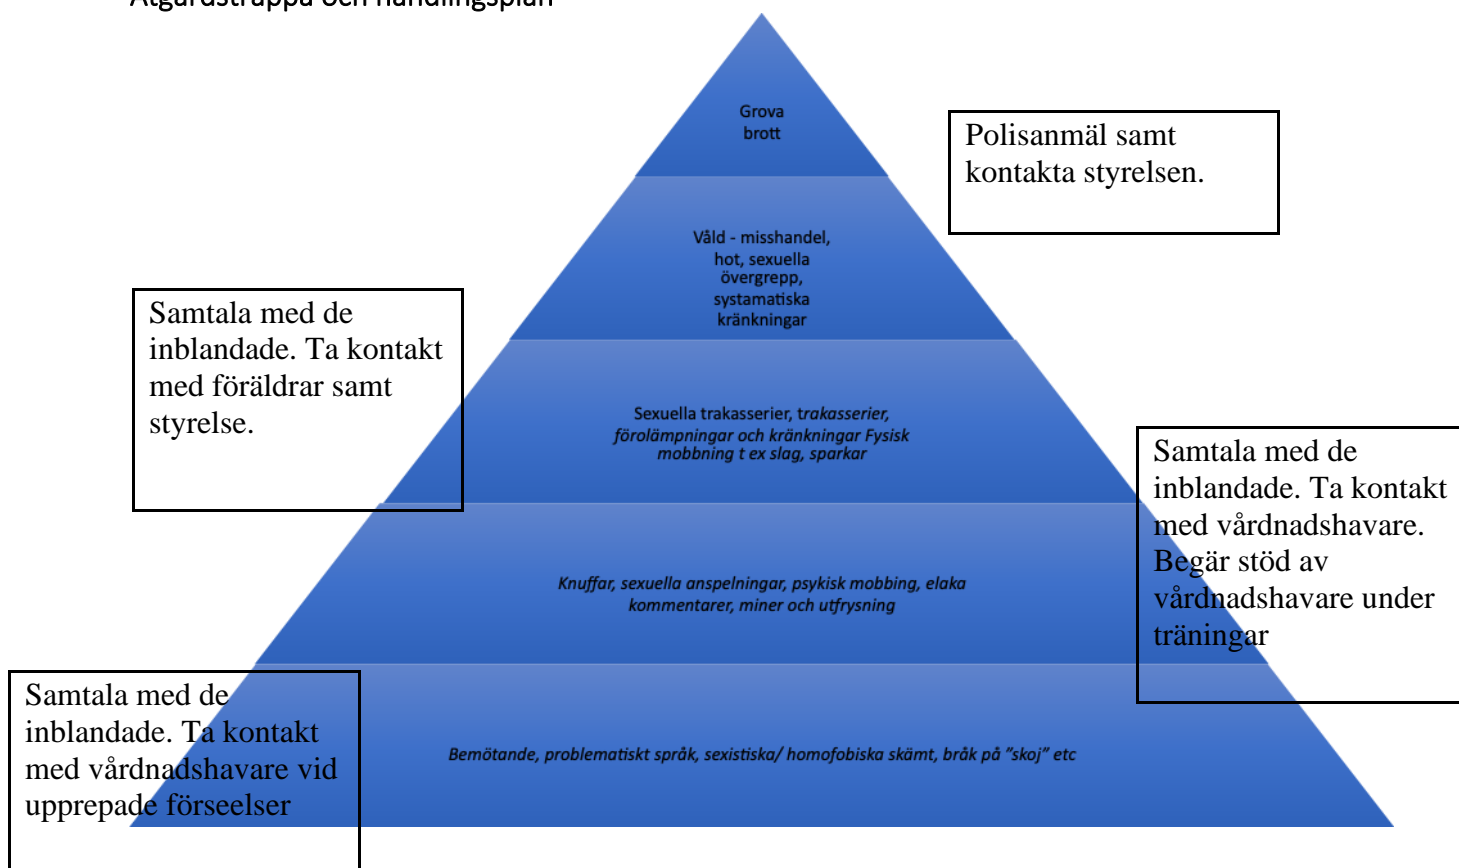 Åtgärdstrappa och handlingsplan
Grova
brott
Polisanmäl samt
kontakta styrelsen.
Våld - misshandel,
hot, sexuella
övergrepp,
systamatiska
kränkningar
Samtala med de
inblandade. Ta kontakt
med föräldrar samt
styrelse.
Sexuella trakasserier, trakasserier,
förolämpningar och kränkningar Fysisk
mobbning t ex slag, sparkar
Samtala med de
inblandade. Ta kontakt
med vårdnadshavare.
Begär stöd av
vårdnadshavare under
träningar
Knuffar, sexuella anspelningar, psykisk mobbing, elaka
kommentarer, miner och utfrysning
Samtala med de
inblandade. Ta kontakt
med vårdnadshavare vid
upprepade förseelser
Bemötande, problematiskt språk, sexistiska/ homofobiska skämt, bråk på ”skoj” etc